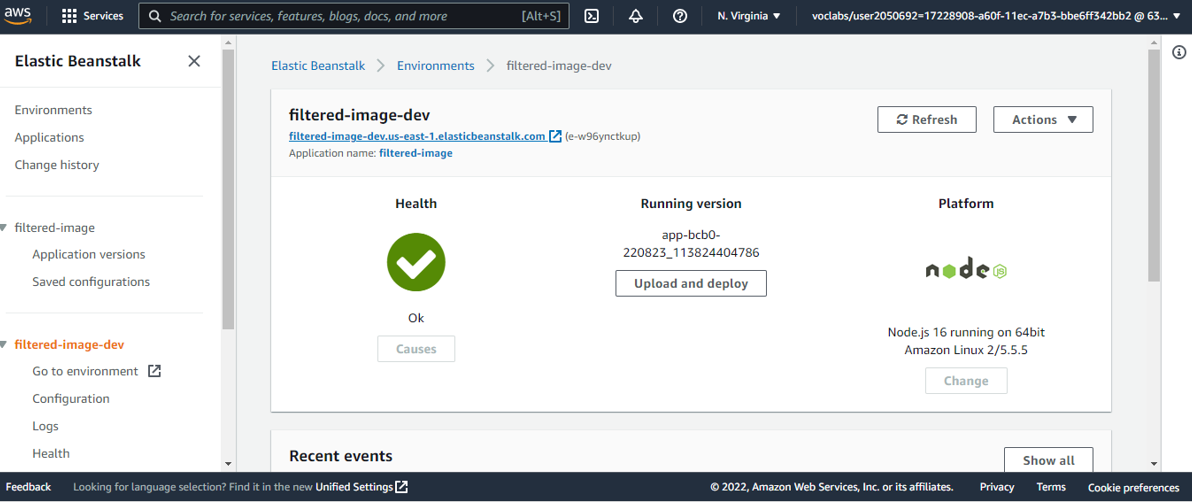 aws
Services
Search for services, features, blogs, docs, and more
[Alt+S]
N. Virginia
voclabs/user2050692=17228908-a60f-11ec-a7b3-bbe6ff342bb2 @ 63...
Elastic Beanstalk
Environments
Applications
Change history
filtered-image
Application versions
Saved configurations
filtered-image-dev
Go to environment
Configuration
Logs
Health
Elastic Beanstalk
Environments
filtered-image-dev
filtered-image-dev
filtered-image-dev.us-east-1.elasticbeanstalk.com (e-w96ynctkup)
Application name: filtered-image
Refresh
Actions
Health
Ok
Causes
Running version
app-bcb0-
220823_113824404786
Upload and deploy
Platform
node
JS
Node.js 16 running on 64bit
Amazon Linux 2/5.5.5
Change
Recent events
Show all
Feedback
Looking for language selection? Find it in the new Unified Settings
© 2022, Amazon Web Services, Inc. or its affiliates.
Privacy
Terms
Cookie preferences